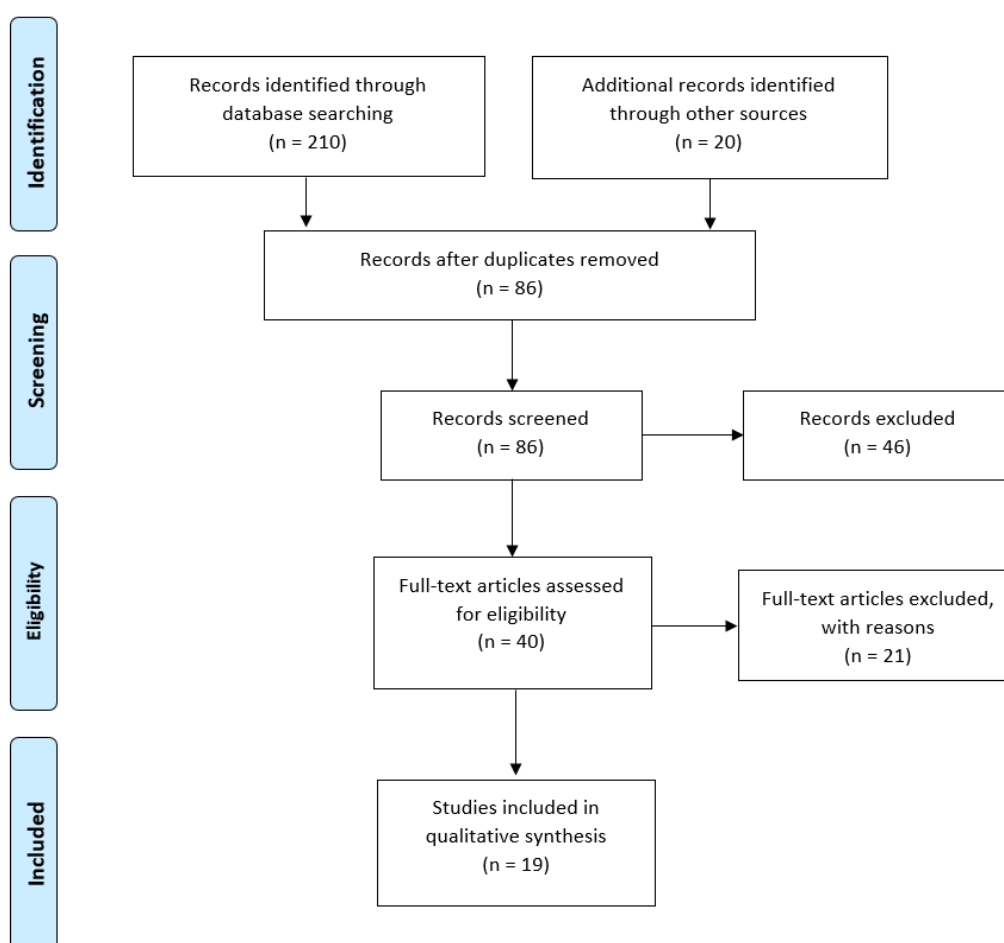 Identification
Records identified through
database searching
(n = 210)
Additional records identified
through other sources
(n = 20)
Records after duplicates removed
(n = 86)
Screening
Records screened
(n = 86)
Records excluded
(n = 46)
Eligibility
Full-text articles assessed
for eligibility
(n = 40)
Full-text articles excluded,
with reasons
(n = 21)
Included
Studies included in
qualitative synthesis
(n = 19)